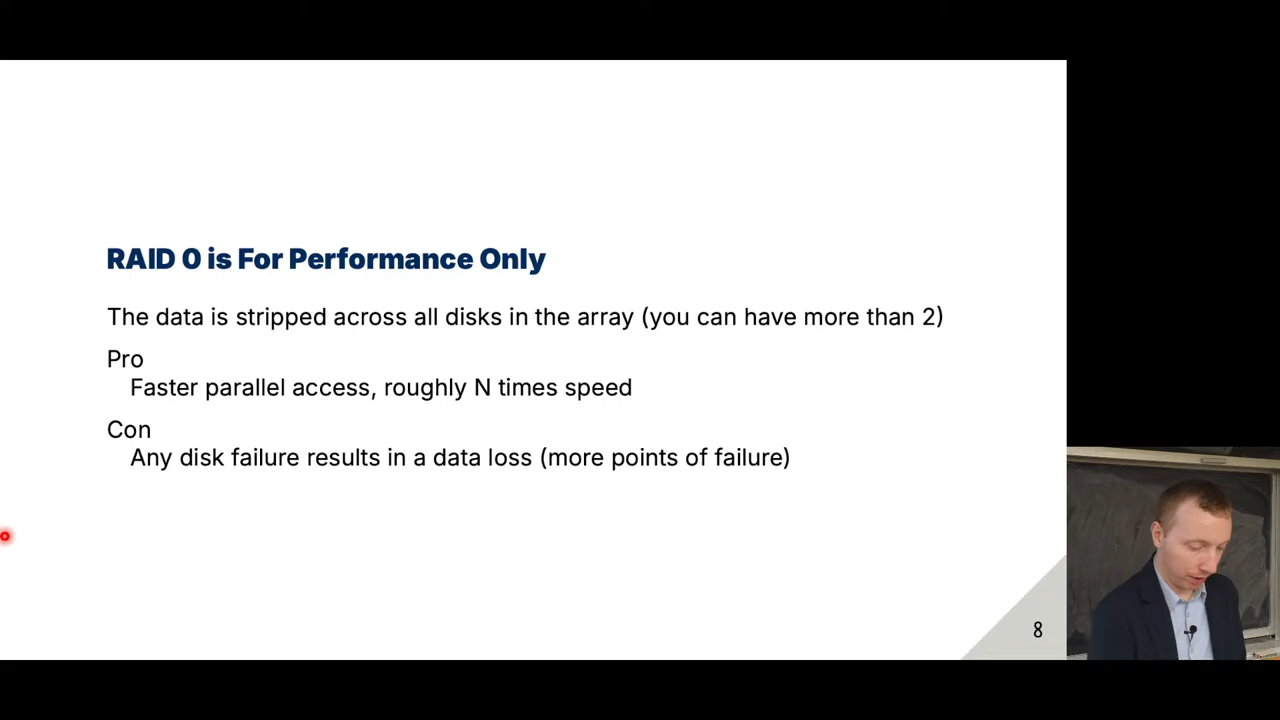 RAID 0 is For Performance Only
The data is stripped across all disks in the array (you can have more than 2)
Pro
Faster parallel access, roughly N times speed
Con
Any disk failure results in a data loss (more points of failure)
8